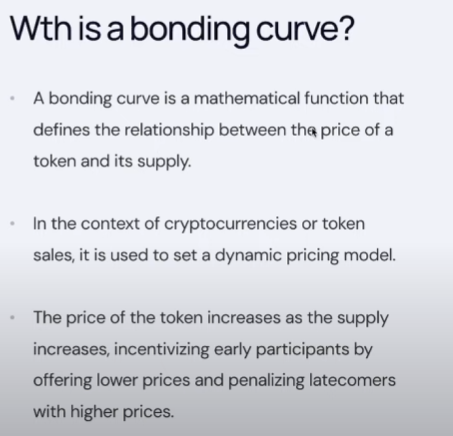 Wth is a bonding curve?
A bonding curve is a mathematical function that
defines the relationship between the price of a
token and its supply.
In the context of cryptocurrencies or token
sales, it is used to set a dynamic pricing model.
The price of the token increases as the supply
increases, incentivizing early participants by
offering lower prices and penalizing latecomers
with higher prices.